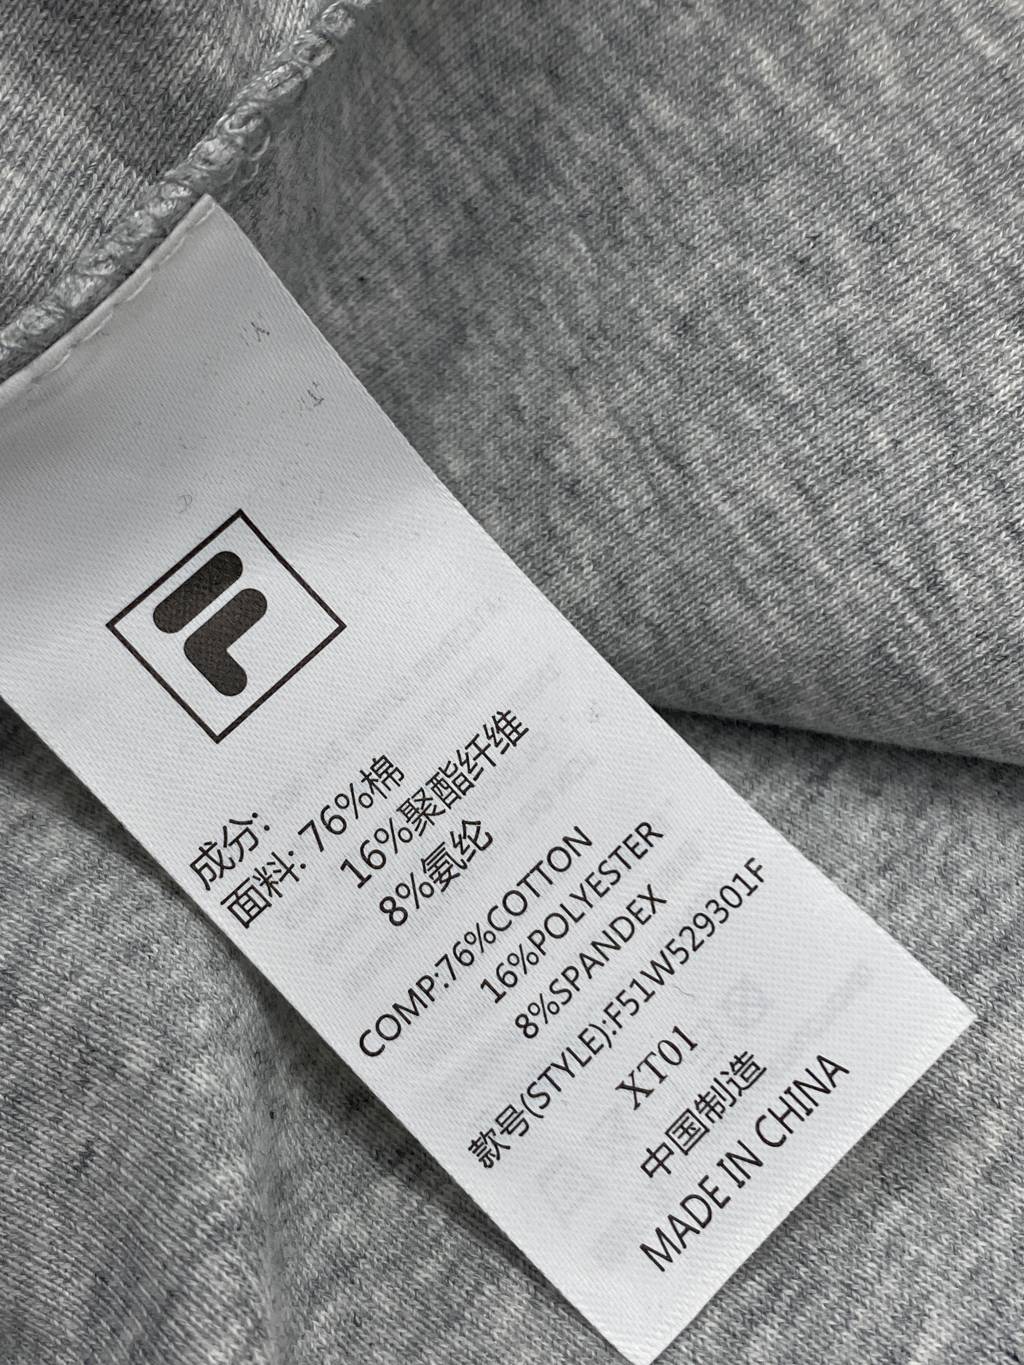 F
成分:
面料: 76%棉
16%聚酯纤维
8%氨纶
COMP:76%COTTON
16%POLYESTER
8%SPANDEX
款号(STYLE):F51W529301F
XT01
中国制造
MADE IN CHINA